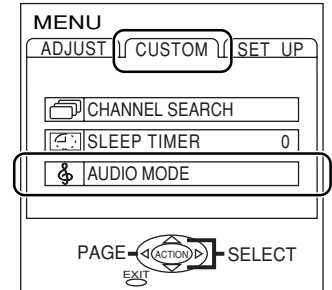 MENU
ADJUST CUSTOM SET UP
CHANNEL SEARCH
SLEEP TIMER 0
AUDIO MODE
PAGE ACTION SELECT
EXIT